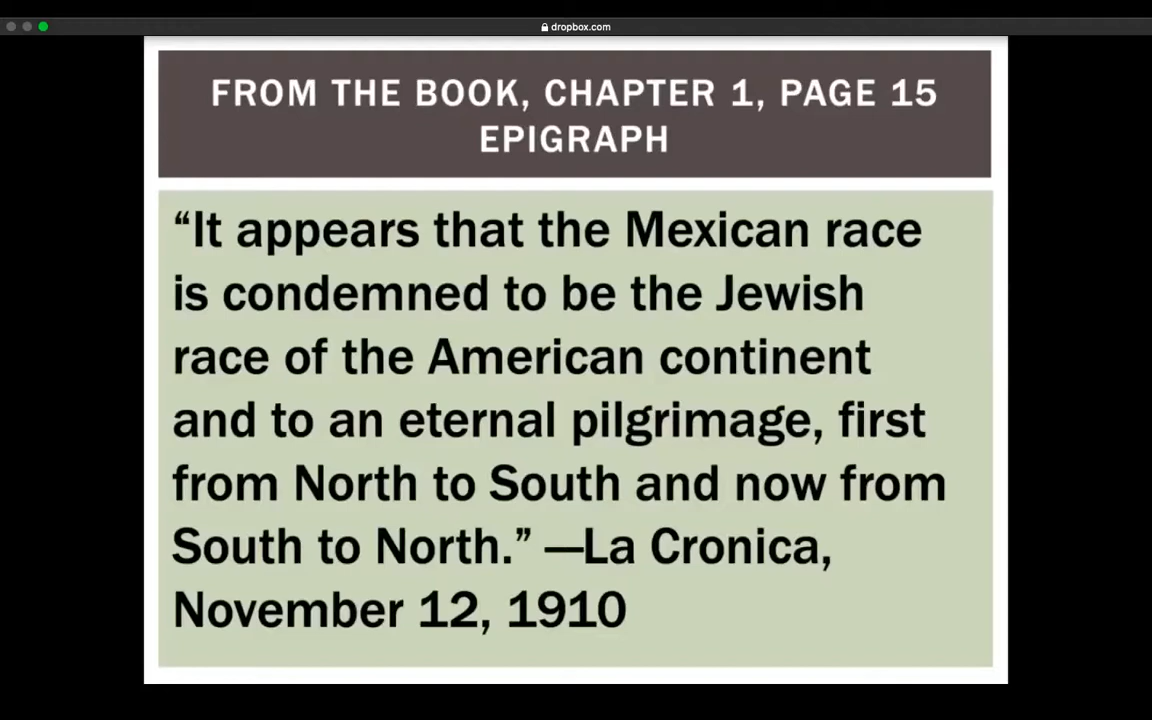 dropbox.com
FROM THE BOOK, CHAPTER 1, PAGE 15
EPIGRAPH
“It appears that the Mexican race
is condemned to be the Jewish
race of the American continent
and to an eternal pilgrimage, first
from North to South and now from
South to North.” —La Cronica,
November 12, 1910